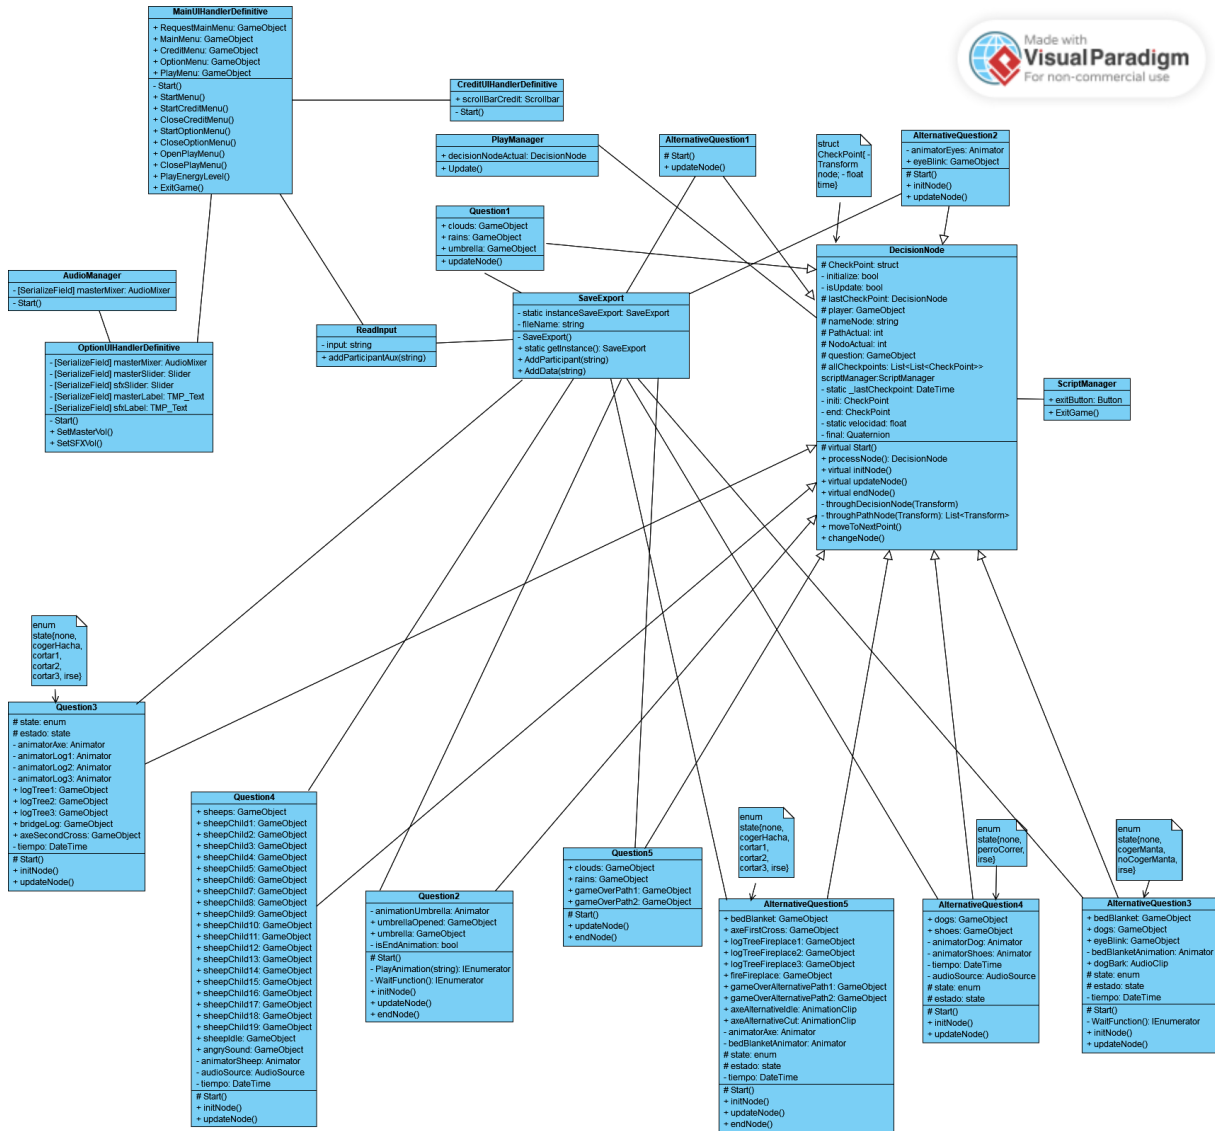 MainUIHandlerDefinitive
+ RequestMainMenu: GameObject
+ MainMenu: GameObject
+ CreditMenu: GameObject
+ OptionMenu: GameObject
+ PlayMenu: GameObject
- Start()
+ StartMenu()
+ StartCreditMenu()
+ CloseCreditMenu()
+ StartOptionMenu()
+ CloseOptionMenu()
+ OpenPlayMenu()
+ ClosePlayMenu()
+ PlayEnergyLevel()
+ ExitGame()
Made with
Visual Paradigm
For non-commercial use
CreditUIHandlerDefinitive
+ scrollBarCredit: Scrollbar
- Start()
PlayManager
+ decisionNodeActual: DecisionNode
+ Update()
AlternativeQuestion1
# Start()
+ updateNode()
struct
CheckPoint{ -
Transform
node; - float
time}
AlternativeQuestion2
- animatorEyes: Animator
+ eyeBlink: GameObject
# Start()
+ initNode()
+ updateNode()
Question1
+ clouds: GameObject
+ rains: GameObject
+ umbrella: GameObject
+ updateNode()
DecisionNode
# CheckPoint: struct
- initialize: bool
- isUpdate: bool
# lastCheckPoint: DecisionNode
# player: GameObject
# nameNode: string
# PathActual: int
# NodoActual: int
# question: GameObject
# allCheckpoints: List<List<CheckPoint>>
scriptManager:ScriptManager
- static _lastCheckpoint: DateTime
- initi: CheckPoint
- end: CheckPoint
- static velocidad: float
- final: Quaternion
# virtual Start()
+ processNode(): DecisionNode
+ virtual initNode()
+ virtual updateNode()
+ virtual endNode()
- throughDecisionNode(Transform)
- throughPathNode(Transform): List<Transform>
+ moveToNextPoint()
+ changeNode()
AudioManager
- [SerializeField] masterMixer: AudioMixer
- Start()
SaveExport
- static instanceSaveExport: SaveExport
- fileName: string
- SaveExport()
+ static getInstance(): SaveExport
+ AddParticipant(string)
+ AddData(string)
ReadInput
- input: string
+ addParticipantAux(string)
OptionUIHandlerDefinitive
- [SerializeField] masterMixer: AudioMixer
- [SerializeField] masterSlider: Slider
- [SerializeField] sfxSlider: Slider
- [SerializeField] masterLabel: TMP_Text
- [SerializeField] sfxLabel: TMP_Text
- Start()
+ SetMasterVol()
+ SetSFXVol()
ScriptManager
+ exitButton: Button
+ ExitGame()
enum
state{none,
cogerHacha,
cortar1,
cortar2,
cortar3, irse}
Question3
# state: enum
# estado: state
- animatorAxe: Animator
- animatorLog1: Animator
- animatorLog2: Animator
- animatorLog3: Animator
+ logTree1: GameObject
+ logTree2: GameObject
+ logTree3: GameObject
+ bridgeLog: GameObject
+ axeSecondCross: GameObject
- tiempo: DateTime
# Start()
+ initNode()
+ updateNode()
Question4
+ sheeps: GameObject
+ sheepChild1: GameObject
+ sheepChild2: GameObject
+ sheepChild3: GameObject
+ sheepChild4: GameObject
+ sheepChild5: GameObject
+ sheepChild6: GameObject
+ sheepChild7: GameObject
+ sheepChild8: GameObject
+ sheepChild9: GameObject
+ sheepChild10: GameObject
+ sheepChild11: GameObject
+ sheepChild12: GameObject
+ sheepChild13: GameObject
+ sheepChild14: GameObject
+ sheepChild15: GameObject
+ sheepChild16: GameObject
+ sheepChild17: GameObject
+ sheepChild18: GameObject
+ sheepChild19: GameObject
+ sheepIdle: GameObject
+ angrySound: GameObject
- animatorSheep: Animator
- audioSource: AudioSource
- tiempo: DateTime
# Start()
+ initNode()
+ updateNode()
Question2
- animationUmbrella: Animator
+ umbrellaOpened: GameObject
+ umbrella: GameObject
- isEndAnimation: bool
# Start()
- PlayAnimation(string): IEnumerator
- WaitFunction(): IEnumerator
+ initNode()
+ updateNode()
+ endNode()
Question5
+ clouds: GameObject
+ rains: GameObject
+ gameOverPath1: GameObject
+ gameOverPath2: GameObject
# Start()
+ updateNode()
+ endNode()
enum
state{none,
cogerHacha,
cortar1,
cortar2,
cortar3, irse}
AlternativeQuestion5
+ bedBlanket: GameObject
+ axeFirstCross: GameObject
+ logTreeFireplace1: GameObject
+ logTreeFireplace2: GameObject
+ logTreeFireplace3: GameObject
+ fireFireplace: GameObject
+ gameOverAlternativePath1: GameObject
+ gameOverAlternativePath2: GameObject
+ axeAlternativeIdle: AnimationClip
+ axeAlternativeCut: AnimationClip
- animatorAxe: Animator
- bedBlanketAnimator: Animator
# state: enum
# estado: state
- tiempo: DateTime
# Start()
+ initNode()
+ updateNode()
+ endNode()
enum
state{none,
perroCorrer,
irse}
AlternativeQuestion4
+ dogs: GameObject
+ shoes: GameObject
- animatorDog: Animator
- animatorShoes: Animator
- tiempo: DateTime
- audioSource: AudioSource
# state: enum
# estado: state
# Start()
+ initNode()
+ updateNode()
enum
state{none,
cogerManta,
noCogerManta,
irse}
AlternativeQuestion3
+ bedBlanket: GameObject
+ dogs: GameObject
+ eyeBlink: GameObject
- bedBlanketAnimation: Animator
+ dogBark: AudioClip
# state: enum
# estado: state
- tiempo: DateTime
# Start()
- WaitFunction(): IEnumerator
+ initNode()
+ updateNode()